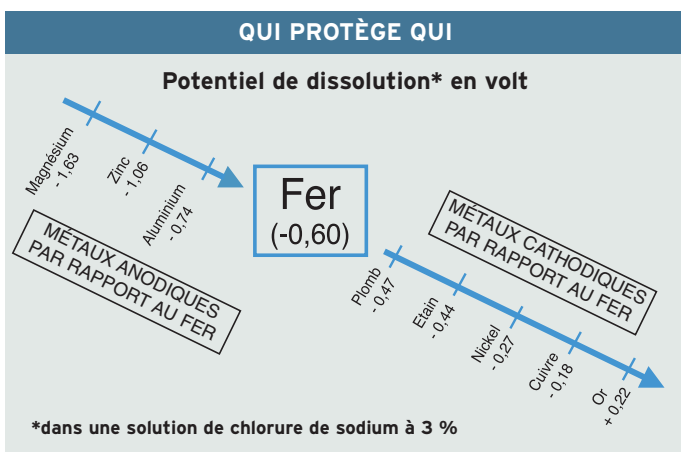 QUI PROTÈGE QUI
Potentiel de dissolution* en volt
Magnésium
- 1,63
Zinc
- 1,06
Aluminium
- 0,74
Fer
(-0,60)
MÉTAUX ANODIQUES
PAR RAPPORT AU FER
MÉTAUX CATHODIQUES
PAR RAPPORT AU FER
Plomb
- 0,47
Etain
- 0,44
Nickel
- 0,27
Cuivre
- 0,18
Or
+ 0,22
*dans une solution de chlorure de sodium à 3 %